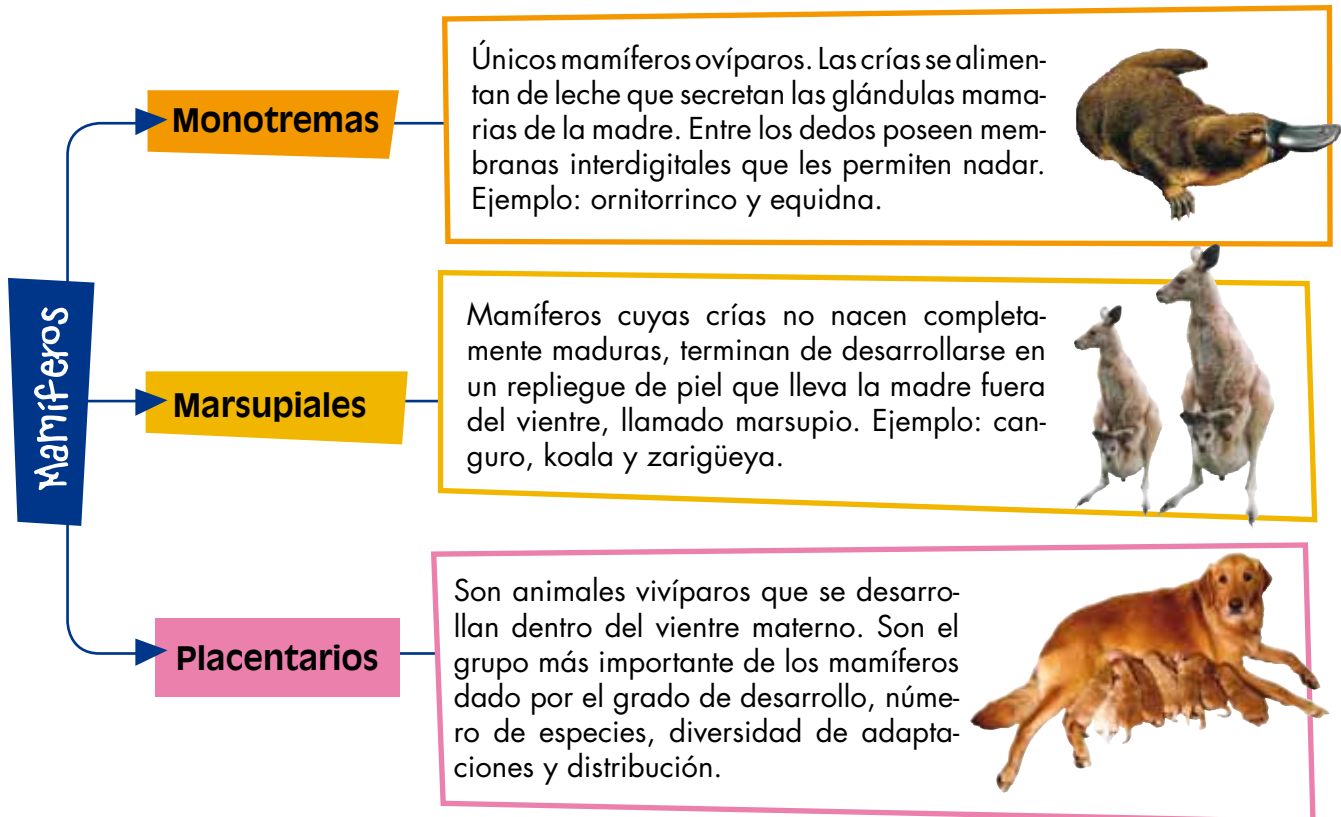 Mamíferos
Monotremas
Únicos mamíferos ovíparos. Las crías se alimen-
tan de leche que secretan las glándulas mama-
rias de la madre. Entre los dedos poseen mem-
branas interdigitales que les permiten nadar.
Ejemplo: ornitorrinco y equidna.
Marsupiales
Mamíferos cuyas crías no nacen completa-
mente maduras, terminan de desarrollarse en
un repliegue de piel que lleva la madre fuera
del vientre, llamado marsupio. Ejemplo: can-
guro, koala y zarigüeya.
Placentarios
Son animales vivíparos que se desarro-
llan dentro del vientre materno. Son el
grupo más importante de los mamíferos
dado por el grado de desarrollo, núme-
ro de especies, diversidad de adapta-
ciones y distribución.